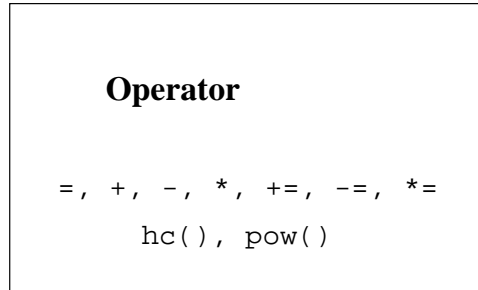 Operator
=, +, -, *, +=, -=, *=
hc(), pow()